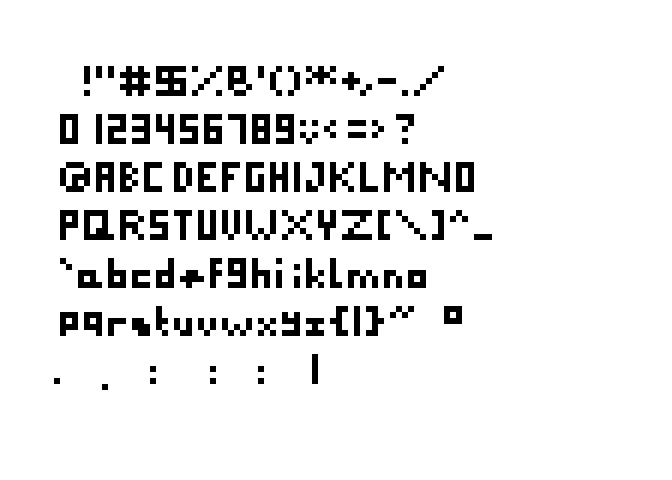 !"#$%&'()*+,-./
0123456789:;<=>?
@ABCDEFGHIJKLMNO
PQRSTUVWXYZ[\]^_
`abcdefghijklmno
pqrstuvwxyz{|}~ °
. . : : : |